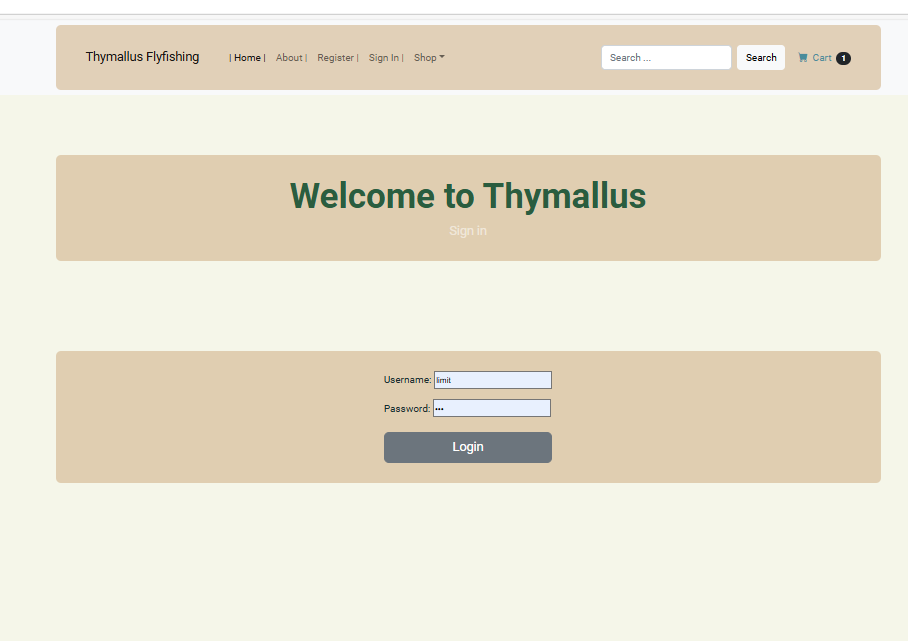 Thymallus Flyfishing | Home | About | Register | Sign In | Shop Search ... Search Cart 1
Welcome to Thymallus
Sign in
Username: limit
Password: •••
Login